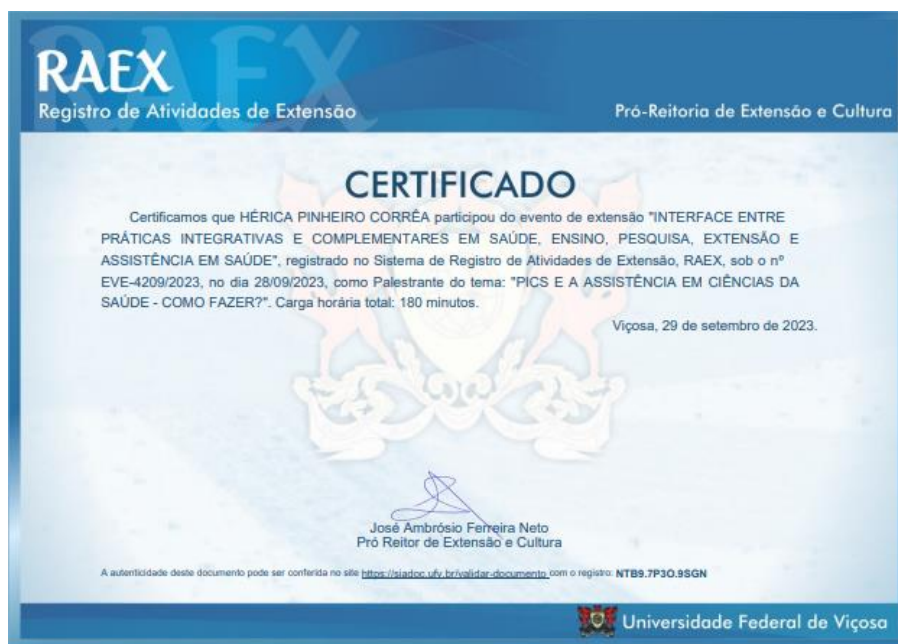 RAEX
Registro de Atividades de Extensão
Pró-Reitoria de Extensão e Cultura
CERTIFICADO
Certificamos que HÉRICA PINHEIRO CORRÊA participou do evento de extensão "INTERFACE ENTRE
PRÁTICAS INTEGRATIVAS E COMPLEMENTARES EM SAÚDE, ENSINO, PESQUISA, EXTENSÃO E
ASSISTÊNCIA EM SAÚDE", registrado no Sistema de Registro de Atividades de Extensão, RAEX, sob o nº
EVE-4209/2023, no dia 28/09/2023, como Palestrante do tema: "PICS E A ASSISTÊNCIA EM CIÊNCIAS DA
SAÚDE - COMO FAZER?". Carga horária total: 180 minutos.
Viçosa, 29 de setembro de 2023.
José Ambrósio Ferreira Neto
Pró Reitor de Extensão e Cultura
A autenticidade deste documento pode ser conferida no site https://siadoc.ufv.br/validar-documento com o registro: NTB9.7P3O.9SGN
Universidade Federal de Viçosa